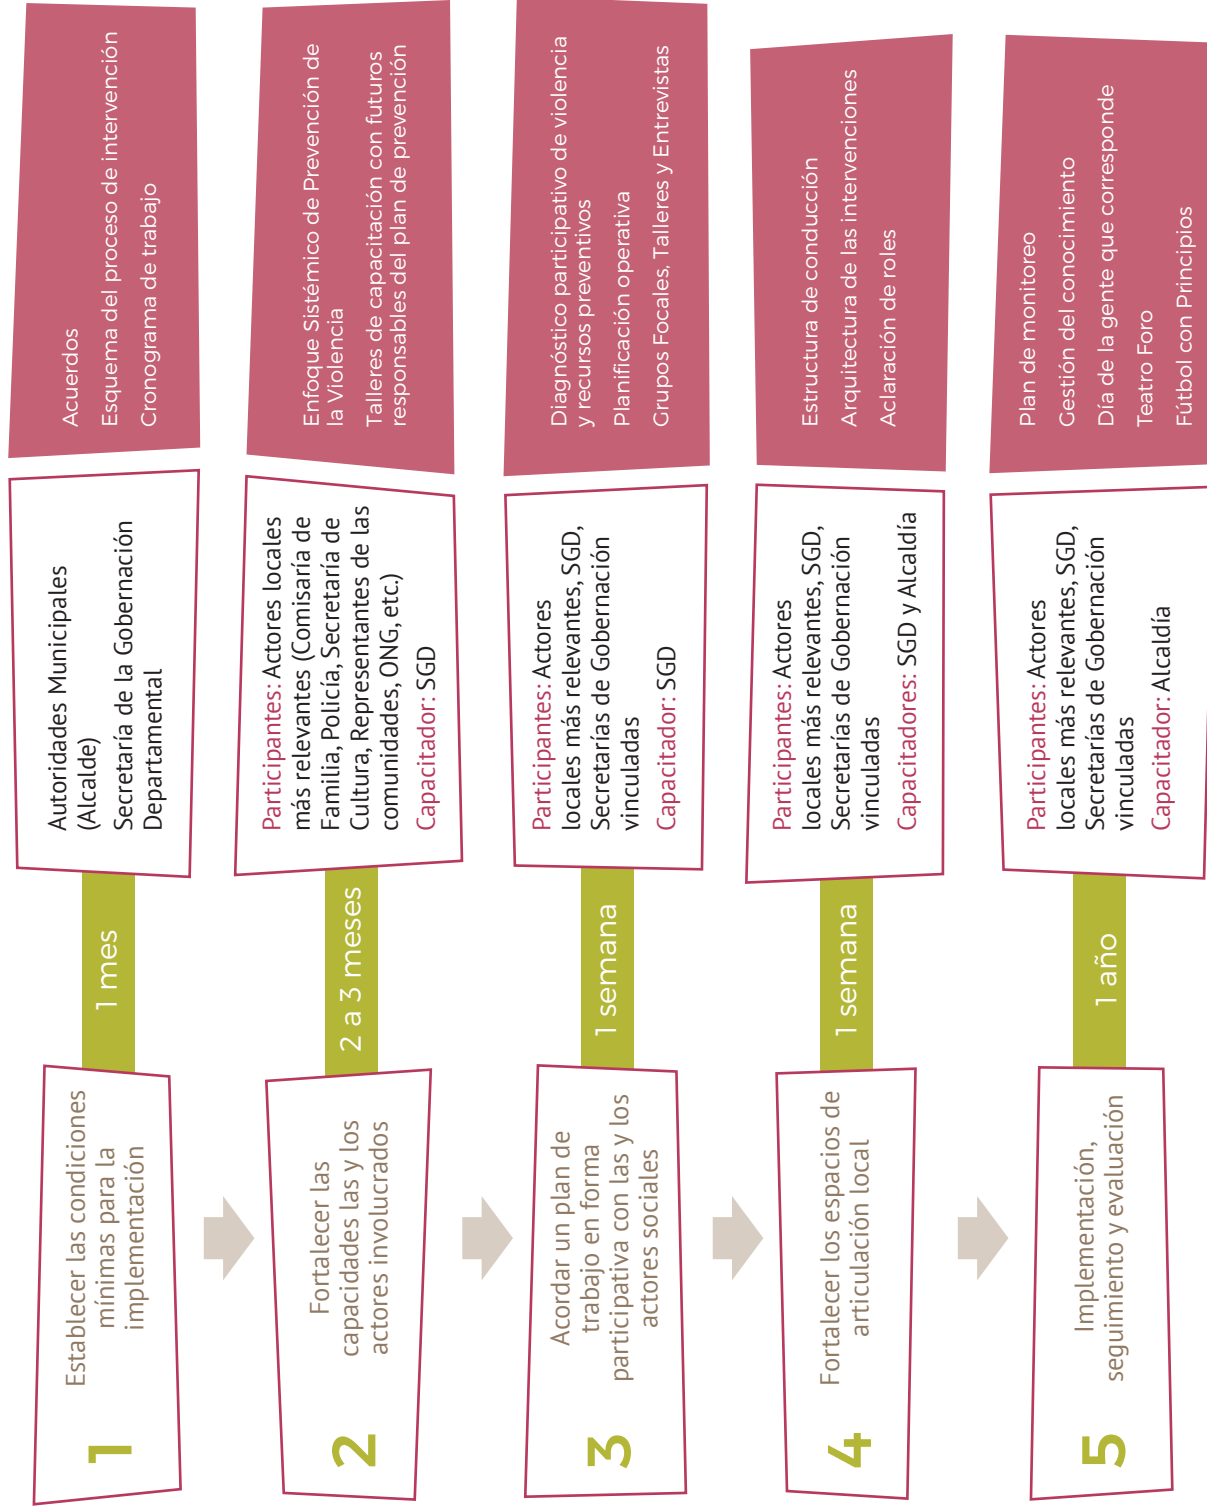 1
Establecer las condiciones
mínimas para la
implementación
1 mes
Autoridades Municipales
(Alcalde)
Secretaría de la Gobernación
Departamental
Acuerdos
Esquema del proceso de intervención
Cronograma de trabajo
2
Fortalecer las
capacidades las y los
actores involucrados
2 a 3 meses
Participantes: Actores locales
más relevantes (Comisaría de
Familia, Policía, Secretaría de
Cultura, Representantes de las
comunidades, ONG, etc.)
Capacitador: SGD
Enfoque Sistémico de Prevención de
la Violencia
Talleres de capacitación con futuros
responsables del plan de prevención
3
Acordar un plan de
trabajo en forma
participativa con las y los
actores sociales
1 semana
Participantes: Actores
locales más relevantes, SGD,
Secretarías de Gobernación
vinculadas
Capacitador: SGD
Diagnóstico participativo de violencia
y recursos preventivos
Planificación operativa
Grupos Focales, Talleres y Entrevistas
4
Fortalecer los espacios de
articulación local
1 semana
Participantes: Actores
locales más relevantes, SGD,
Secretarías de Gobernación
vinculadas
Capacitadores: SGD y Alcaldía
Estructura de conducción
Arquitectura de las intervenciones
Aclaración de roles
5
Implementación,
seguimiento y evaluación
1 año
Participantes: Actores
locales más relevantes, SGD,
Secretarías de Gobernación
vinculadas
Capacitador: Alcaldía
Plan de monitoreo
Gestión del conocimiento
Día de la gente que corresponde
Teatro Foro
Fútbol con Principios